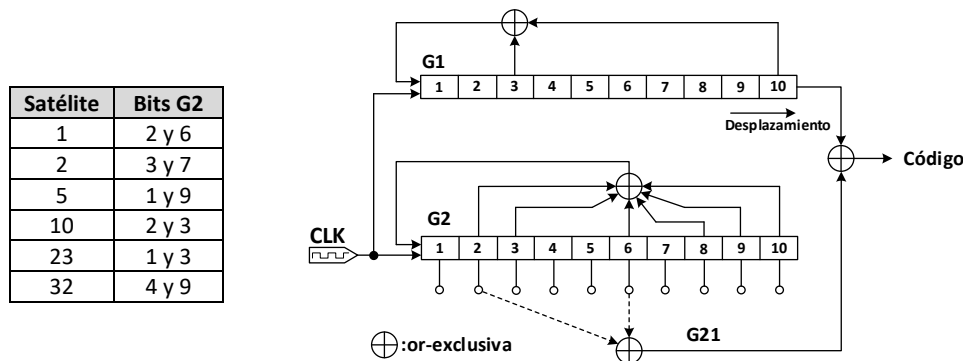 Satélite Bits G2
1 2 y 6
2 3 y 7
5 1 y 9
10 2 y 3
23 1 y 3
32 4 y 9
G1
1 2 3 4 5 6 7 8 9 10
Desplazamiento
Código
G2
CLK
1 2 3 4 5 6 7 8 9 10
G21
:or-exclusiva